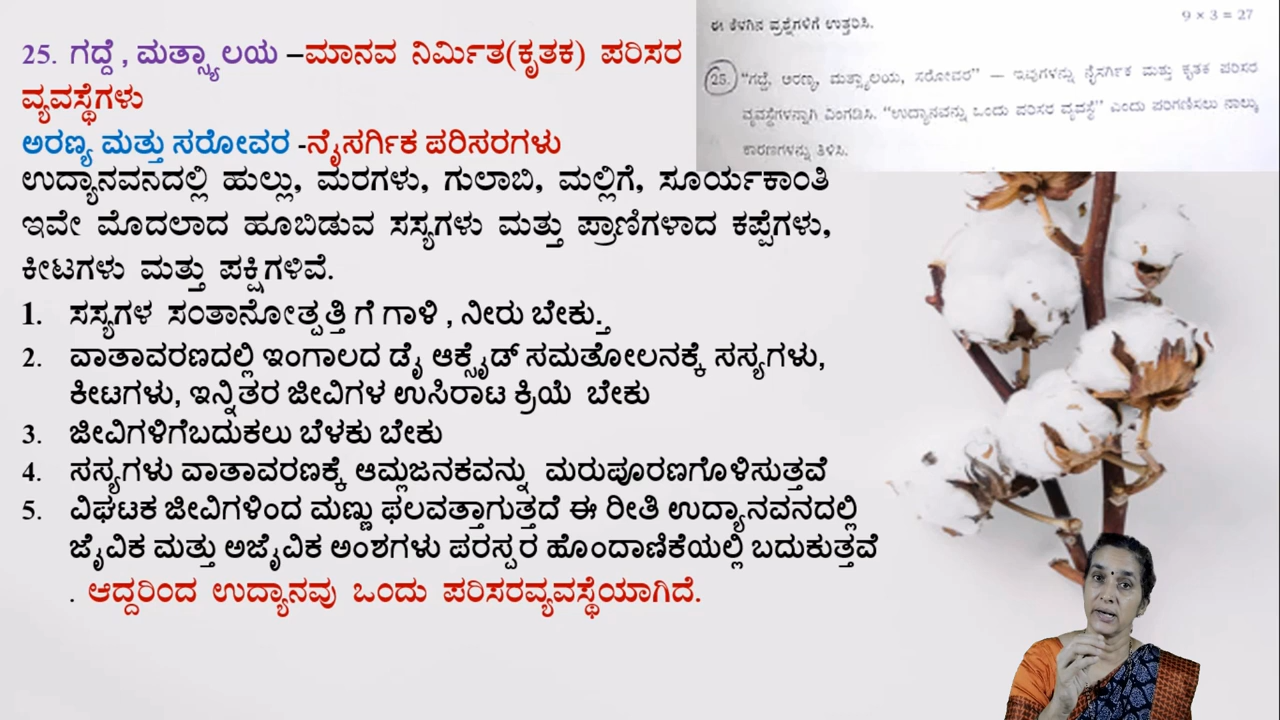 ಈ ಕೆಳಗಿನ ಪ್ರಶ್ನೆಗಳಿಗೆ ಉತ್ತರಿಸಿ.
9 × 3 = 27
25. "ಗದ್ದೆ, ಅರಣ್ಯ, ಮತ್ಸ್ಯಾಲಯ, ಸರೋವರ" — ಇವುಗಳನ್ನು ನೈಸರ್ಗಿಕ ಮತ್ತು ಕೃತಕ ಪರಿಸರ
ವ್ಯವಸ್ಥೆಗಳನ್ನಾಗಿ ವಿಂಗಡಿಸಿ. "ಉದ್ಯಾನವನ್ನು ಒಂದು ಪರಿಸರ ವ್ಯವಸ್ಥೆ" ಎಂದು ಪರಿಗಣಿಸಲು ನಾಲ್ಕು
ಕಾರಣಗಳನ್ನು ತಿಳಿಸಿ.
25. ಗದ್ದೆ , ಮತ್ಸ್ಯಾಲಯ –ಮಾನವ ನಿರ್ಮಿತ(ಕೃತಕ) ಪರಿಸರ
ವ್ಯವಸ್ಥೆಗಳು
ಅರಣ್ಯ ಮತ್ತು ಸರೋವರ -ನೈಸರ್ಗಿಕ ಪರಿಸರಗಳು
ಉದ್ಯಾನವನದಲ್ಲಿ ಹುಲ್ಲು, ಮರಗಳು, ಗುಲಾಬಿ, ಮಲ್ಲಿಗೆ, ಸೂರ್ಯಕಾಂತಿ
ಇವೇ ಮೊದಲಾದ ಹೂಬಿಡುವ ಸಸ್ಯಗಳು ಮತ್ತು ಪ್ರಾಣಿಗಳಾದ ಕಪ್ಪೆಗಳು,
ಕೀಟಗಳು ಮತ್ತು ಪಕ್ಷಿಗಳಿವೆ.
1. ಸಸ್ಯಗಳ ಸಂತಾನೋತ್ಪತ್ತಿ ಗೆ ಗಾಳಿ , ನೀರು ಬೇಕು
2. ವಾತಾವರಣದಲ್ಲಿ ಇಂಗಾಲದ ಡೈ ಆಕ್ಸೈಡ್ ಸಮತೋಲನಕ್ಕೆ ಸಸ್ಯಗಳು,
ಕೀಟಗಳು, ಇನ್ನಿತರ ಜೀವಿಗಳ ಉಸಿರಾಟ ಕ್ರಿಯೆ ಬೇಕು
3. ಜೀವಿಗಳಿಗೆಬದುಕಲು ಬೆಳಕು ಬೇಕು
4. ಸಸ್ಯಗಳು ವಾತಾವರಣಕ್ಕೆ ಆಮ್ಲಜನಕವನ್ನು ಮರುಪೂರಣಗೊಳಿಸುತ್ತವೆ
5. ವಿಘಟಕ ಜೀವಿಗಳಿಂದ ಮಣ್ಣು ಫಲವತ್ತಾಗುತ್ತದೆ ಈ ರೀತಿ ಉದ್ಯಾನವನದಲ್ಲಿ
ಜೈವಿಕ ಮತ್ತು ಅಜೈವಿಕ ಅಂಶಗಳು ಪರಸ್ಪರ ಹೊಂದಾಣಿಕೆಯಲ್ಲಿ ಬದುಕುತ್ತವೆ
. ಆದ್ದರಿಂದ ಉದ್ಯಾನವು ಒಂದು ಪರಿಸರವ್ಯವಸ್ಥೆಯಾಗಿದೆ.